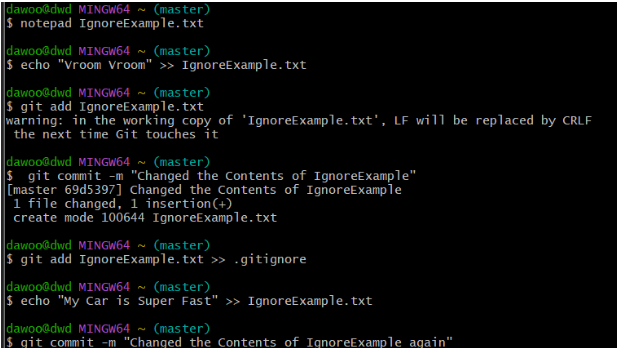 dawoo@dwd MINGW64 ~ (master)
$ notepad IgnoreExample.txt
dawoo@dwd MINGW64 ~ (master)
$ echo "Vroom Vroom" >> IgnoreExample.txt
dawoo@dwd MINGW64 ~ (master)
$ git add IgnoreExample.txt
warning: in the working copy of 'IgnoreExample.txt', LF will be replaced by CRLF
the next time Git touches it
dawoo@dwd MINGW64 ~ (master)
$  git commit -m "Changed the Contents of IgnoreExample"
[master 69d5397] Changed the Contents of IgnoreExample
1 file changed, 1 insertion(+)
create mode 100644 IgnoreExample.txt
dawoo@dwd MINGW64 ~ (master)
$ git add IgnoreExample.txt >> .gitignore
dawoo@dwd MINGW64 ~ (master)
$ echo "My Car is Super Fast" >> IgnoreExample.txt
dawoo@dwd MINGW64 ~ (master)
$ git commit -m "Changed the Contents of IgnoreExample again"